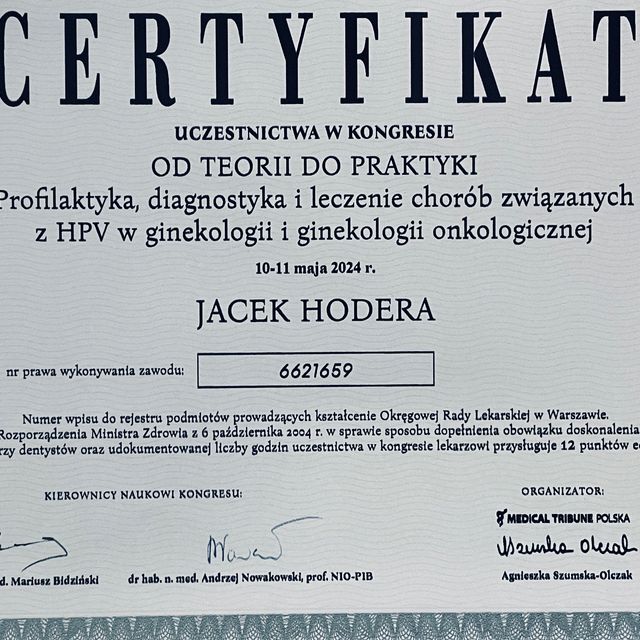 CERTYFIKAT
UCZESTNICTWA W KONGRESIE
OD TEORII DO PRAKTYKI
Profilaktyka, diagnostyka i leczenie chorób związanych
z HPV w ginekologii i ginekologii onkologicznej
10-11 maja 2024 r.
JACEK HODERA
nr prawa wykonywania zawodu:
6621659
Numer wpisu do rejestru podmiotów prowadzących kształcenie Okręgowej Rady Lekarskiej w Warszawie.
Rozporządzenia Ministra Zdrowia z 6 października 2004 r. w sprawie sposobu dopełnienia obowiązku doskonalenia
rzy dentystów oraz udokumentowanej liczby godzin uczestnictwa w kongresie lekarzowi przysługuje 12 punktów e
KIEROWNICY NAUKOWI KONGRESU:
d. Mariusz Bidziński
dr hab. n. med. Andrzej Nowakowski, prof. NIO-PIB
ORGANIZATOR:
MEDICAL TRIBUNE POLSKA
Agnieszka Szumska-Olczak